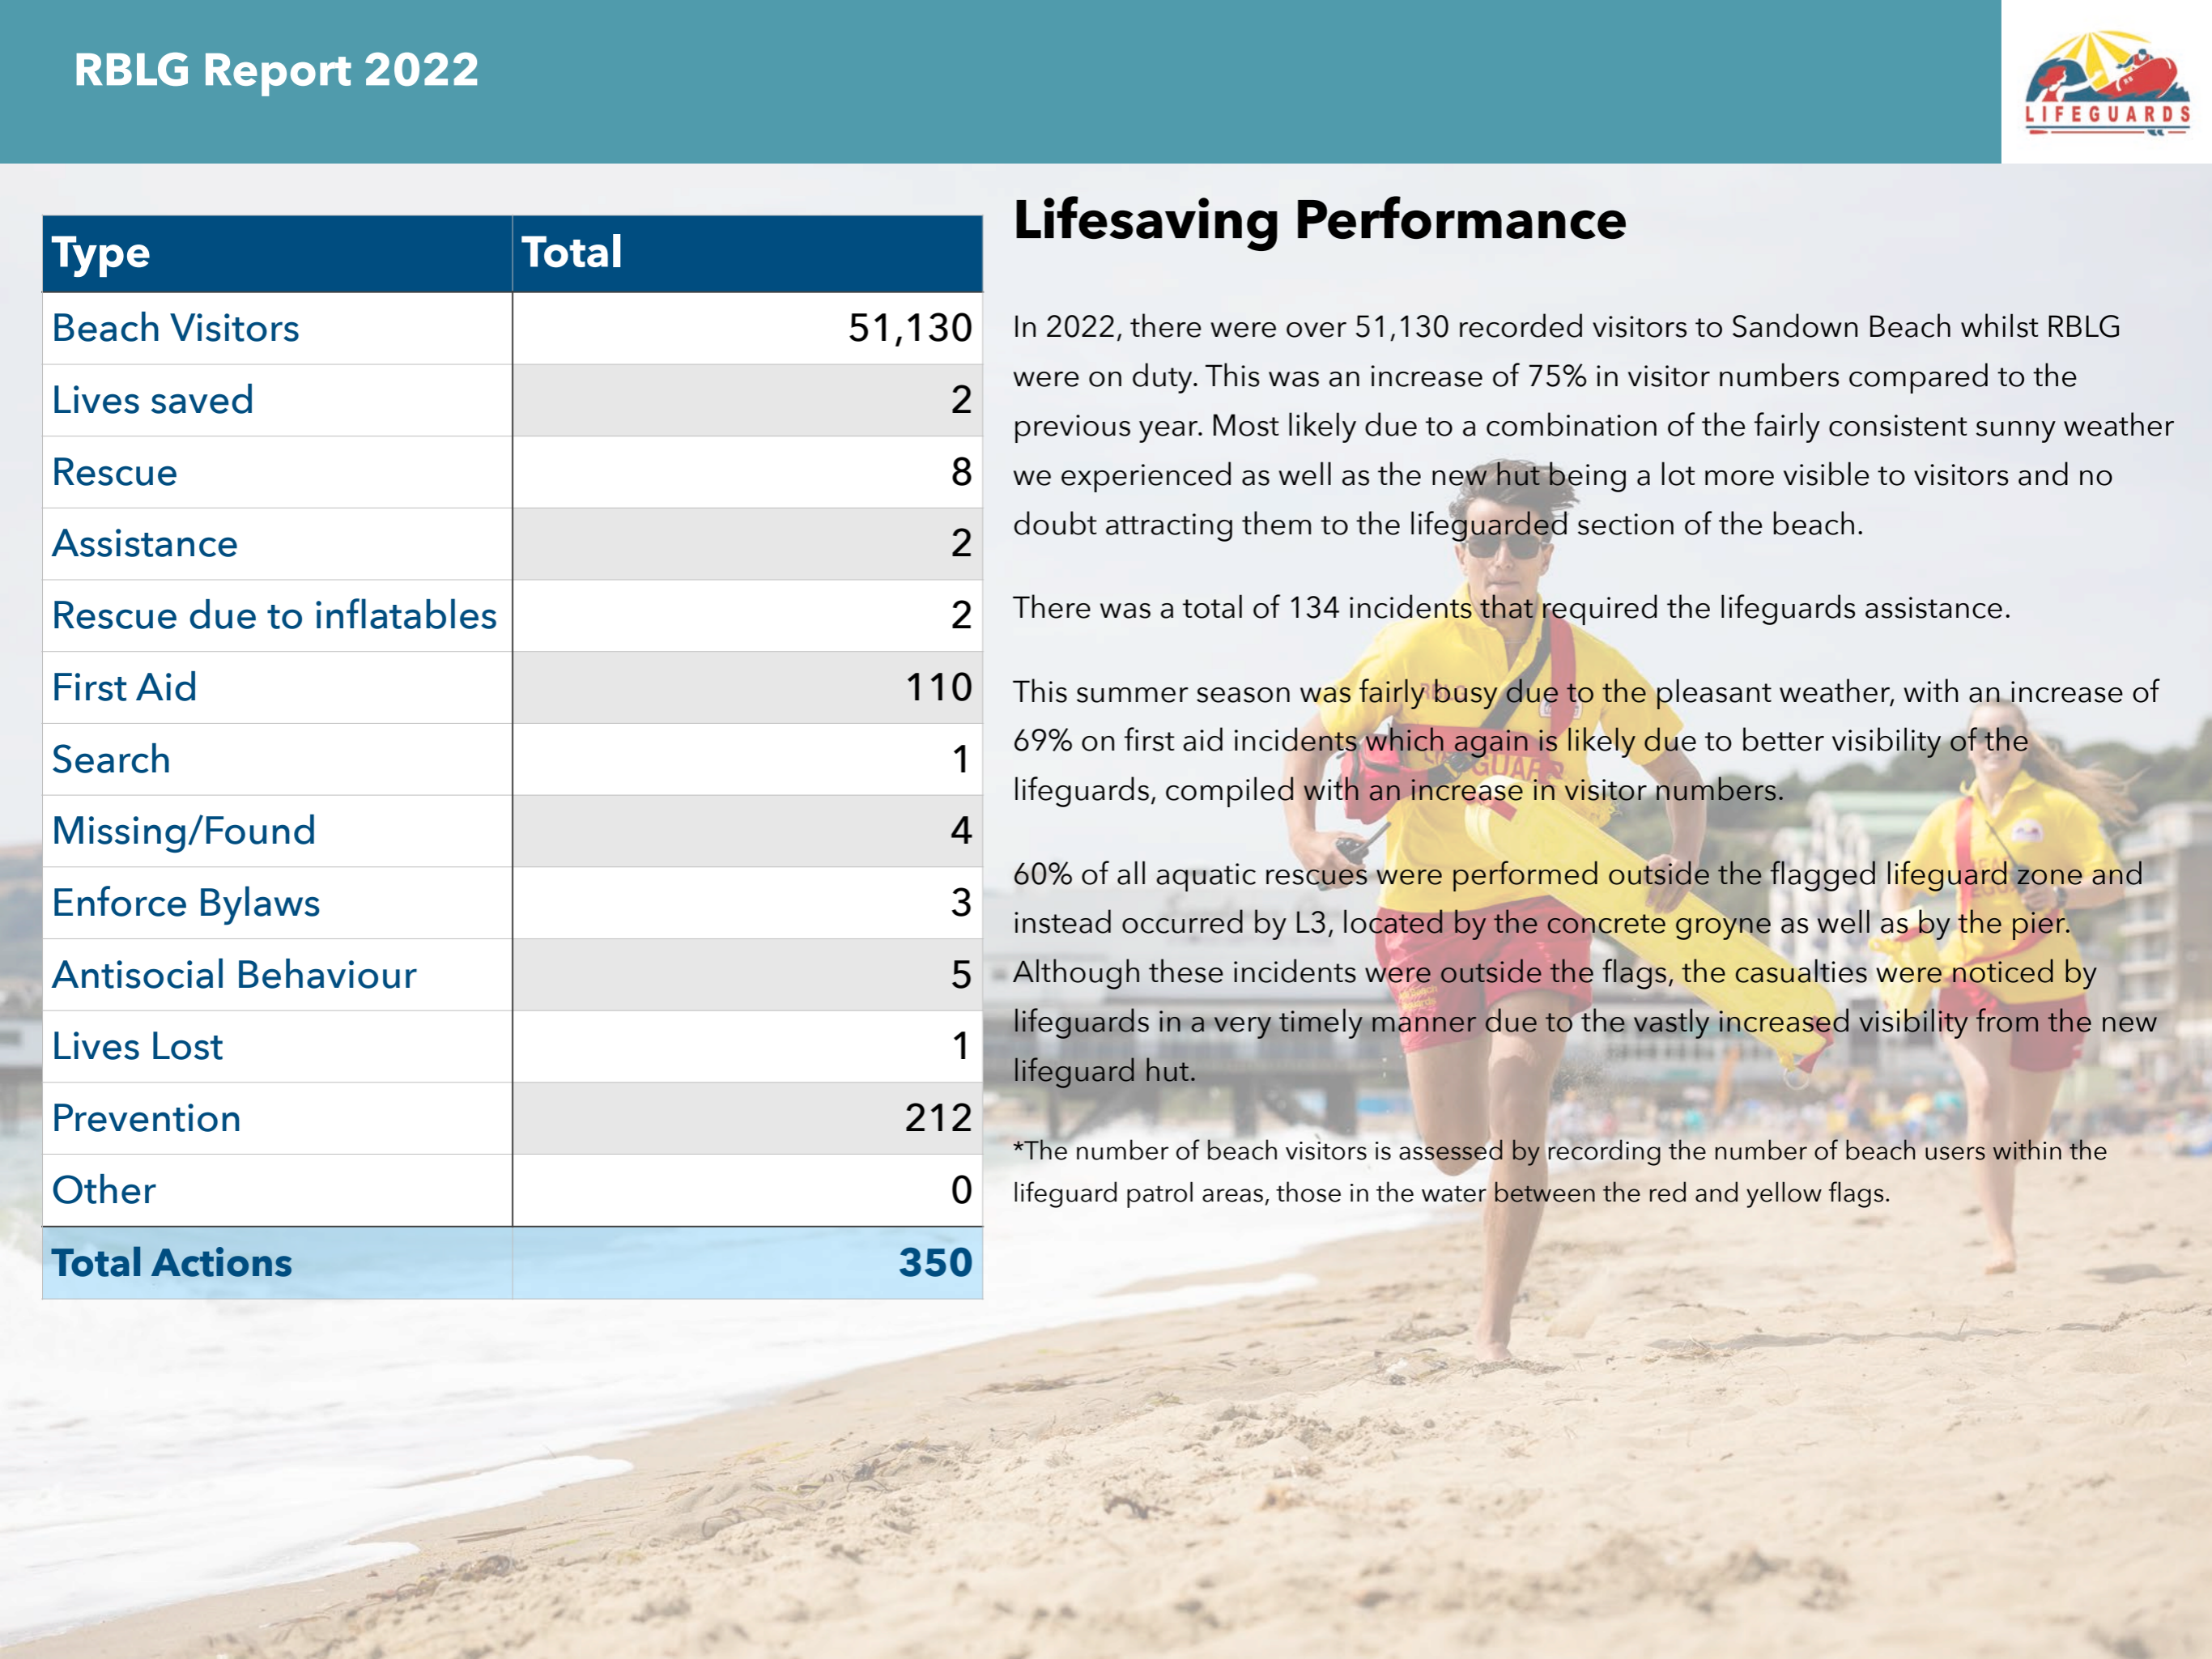 RBLG Report 2022
LIFEGUARDS
Type Total
Beach Visitors 51,130
Lives saved 2
Rescue 8
Assistance 2
Rescue due to inflatables 2
First Aid 110
Search 1
Missing/Found 4
Enforce Bylaws 3
Antisocial Behaviour 5
Lives Lost 1
Prevention 212
Other 0
Total Actions 350
Lifesaving Performance
In 2022, there were over 51,130 recorded visitors to Sandown Beach whilst RBLG
were on duty. This was an increase of 75% in visitor numbers compared to the
previous year. Most likely due to a combination of the fairly consistent sunny weather
we experienced as well as the new hut being a lot more visible to visitors and no
doubt attracting them to the lifeguarded section of the beach.
There was a total of 134 incidents that required the lifeguards assistance.
This summer season was fairly busy due to the pleasant weather, with an increase of
69% on first aid incidents which again is likely due to better visibility of the
lifeguards, compiled with an increase in visitor numbers.
60% of all aquatic rescues were performed outside the flagged lifeguard zone and
instead occurred by L3, located by the concrete groyne as well as by the pier.
Although these incidents were outside the flags, the casualties were noticed by
lifeguards in a very timely manner due to the vastly increased visibility from the new
lifeguard hut.
*The number of beach visitors is assessed by recording the number of beach users within the
lifeguard patrol areas, those in the water between the red and yellow flags.
RBLG